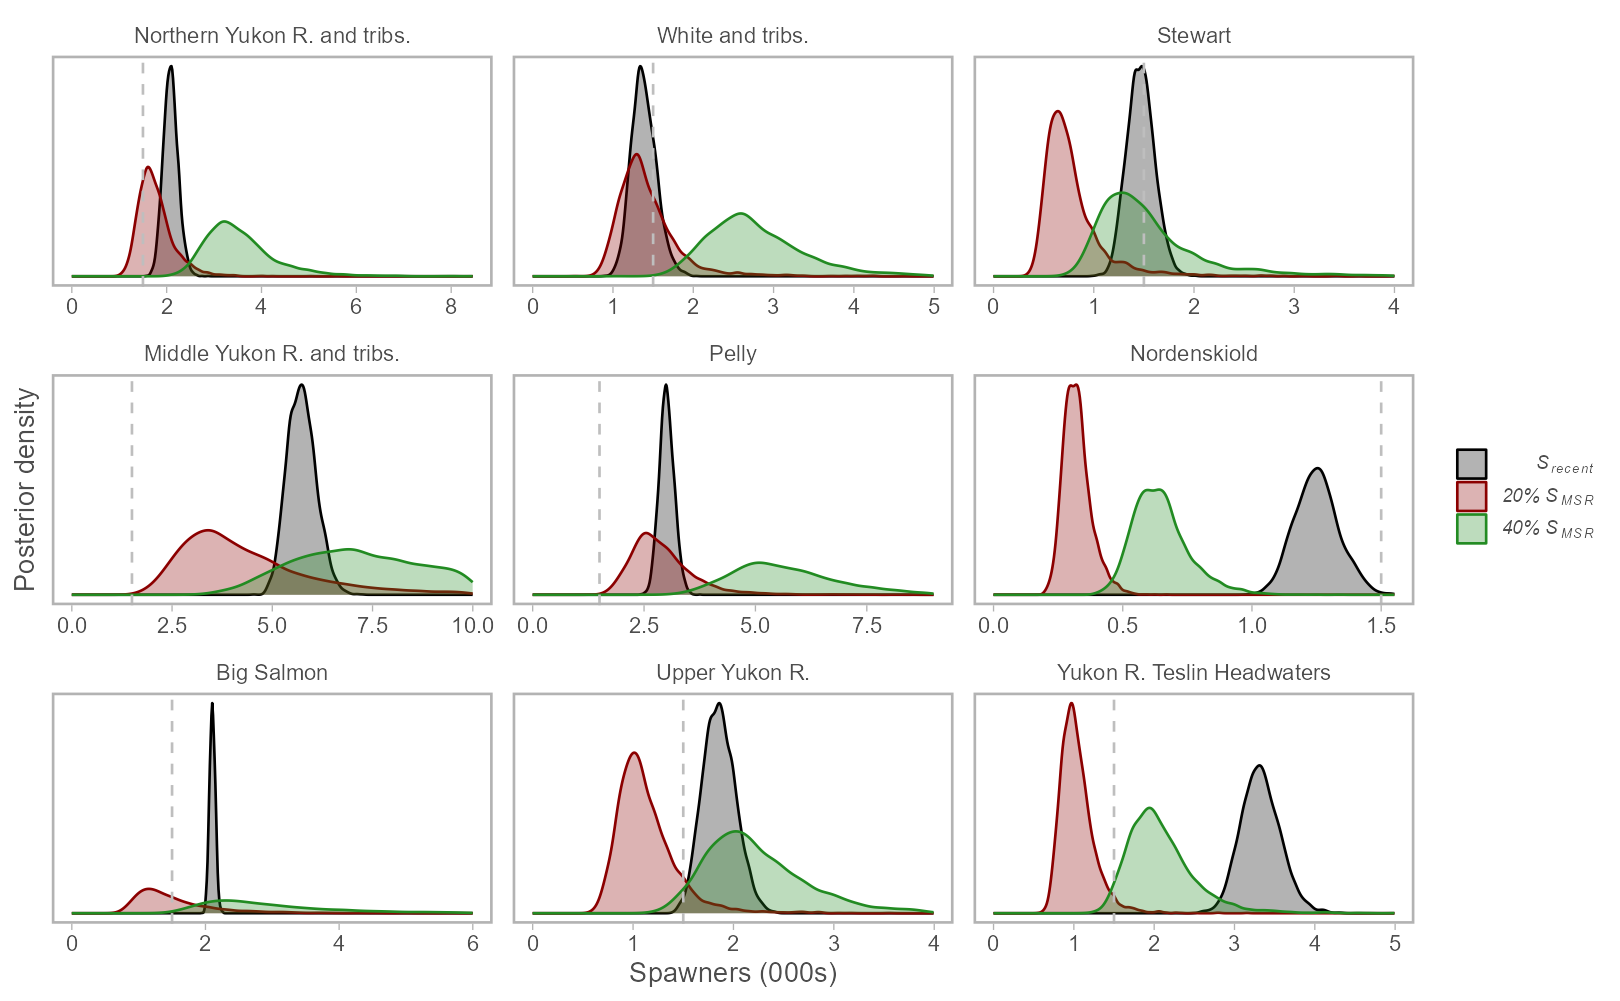 Northern Yukon R. and tribs.
White and tribs.
Stewart
0 2 4 6 8
0 1 2 3 4 5
0 1 2 3 4
Middle Yukon R. and tribs.
Pelly
Nordenskiold
0.0 2.5 5.0 7.5 10.0
0.0 2.5 5.0 7.5
0.0 0.5 1.0 1.5
Big Salmon
Upper Yukon R.
Yukon R. Teslin Headwaters
0 2 4 6
0 1 2 3 4
0 1 2 3 4 5
Posterior density
Spawners (000s)
S recent
20% S MSR
40% S MSR